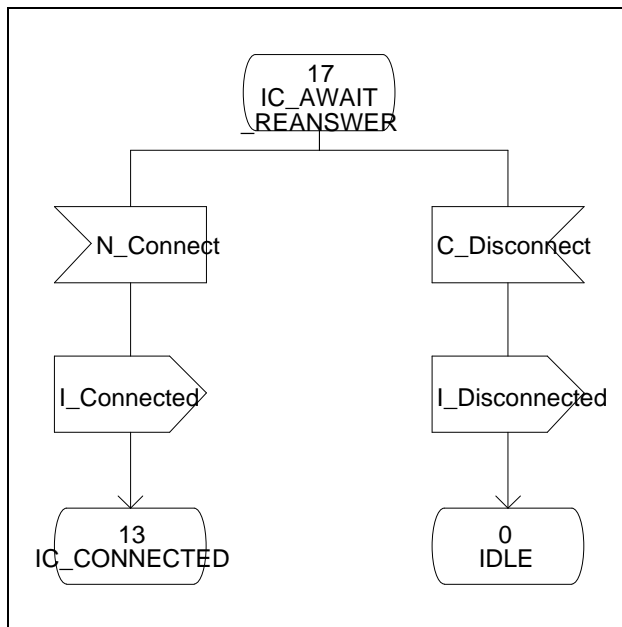 17
IC_AWAIT
_REANSWER
N_Connect
C_Disconnect
I_Connected
I_Disconnected
13
IC_CONNECTED
0
IDLE